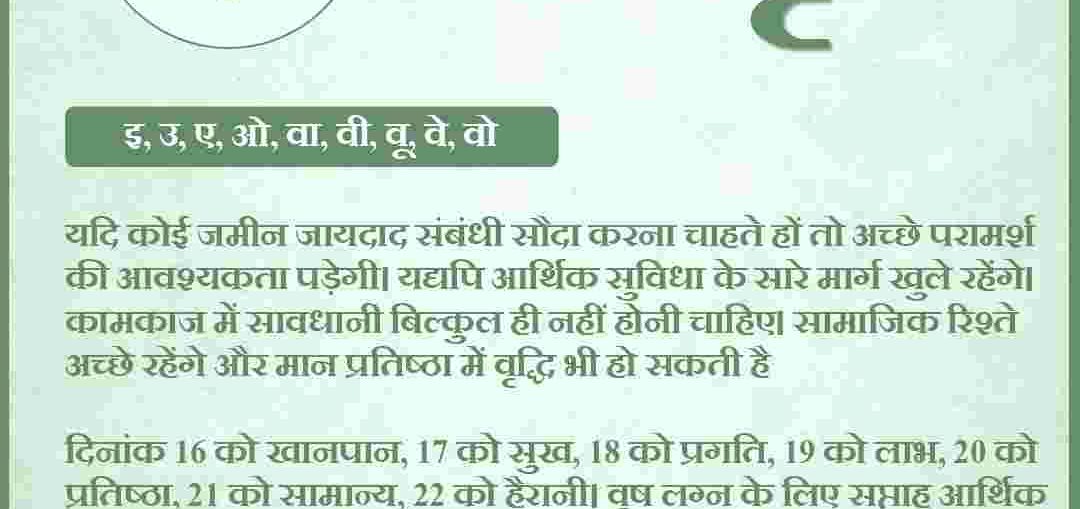 इ, उ, ए, ओ, वा, वी, वू, वे, वो
यदि कोई जमीन जायदाद संबंधी सौदा करना चाहते हों तो अच्छे परामर्श
की आवश्यकता पड़ेगी। यद्यपि आर्थिक सुविधा के सारे मार्ग खुले रहेंगे।
कामकाज में सावधानी बिल्कुल ही नहीं होनी चाहिए। सामाजिक रिश्ते
अच्छे रहेंगे और मान प्रतिष्ठा में वृद्धि भी हो सकती है
दिनांक 16 को खानपान, 17 को सुख, 18 को प्रगति, 19 को लाभ, 20 को
प्रतिष्ठा, 21 को सामान्य, 22 को हैरानी। वृष लग्न के लिए सप्ताह आर्थिक